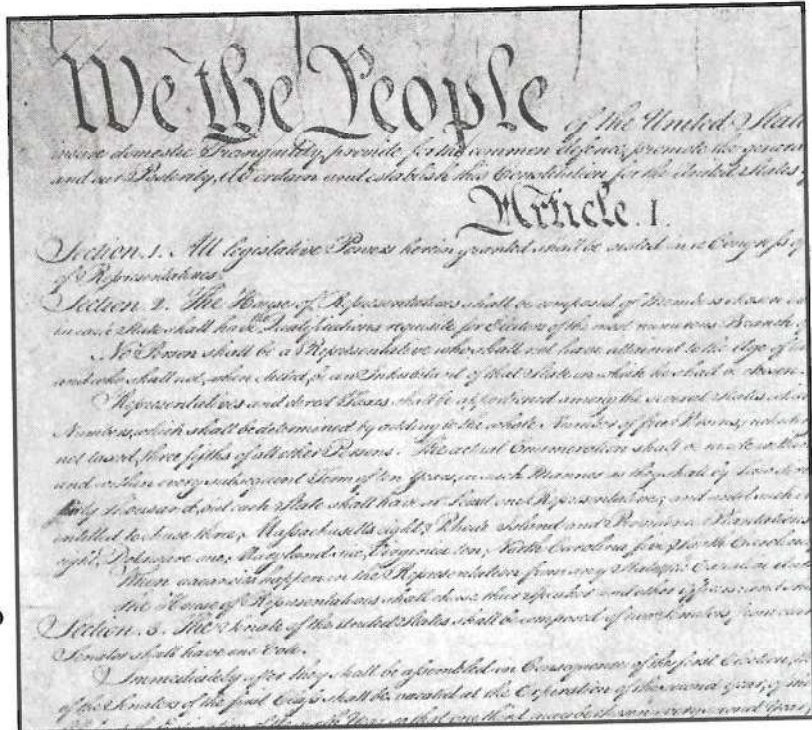 We the People of the United State
insure domestic Tranquility, provide for the common defence, promote the genera
and our Posterity, do ordain and establish this Constitution for the United States
Article. I.
Section. 1. All legislative Powers herein granted shall be vested in a Congress of
of Representatives.
Section. 2. The House of Representatives shall be composed of Members chosen
in each State shall have the Qualifications requisite for Electors of the most numerous Branch
No Person shall be a Representative who shall not have attained to the Age of
and who shall not, when elected, be an Inhabitant of that State in which he shall be chosen.
Representatives and direct Taxes shall be apportioned among the several States
Numbers, which shall be determined by adding to the whole Number of free Persons,
not taxed, three fifths of all other Persons. The actual Enumeration shall be made
and within every subsequent Term of ten Years, in such Manner as they shall by Law
thirty Thousand, but each State shall have at Least one Representative; and until such
entitled to chuse three, Massachusetts eight, Rhode Island and Providence Plantations
eight, Delaware one, Maryland six, Virginia ten, North Carolina five, South Carolina
When vacancies happen in the Representation from any State, the Executive
The House of Representatives shall chuse their Speaker and other Officers; and
Section. 3. The Senate of the United States shall be composed of two Senators from
Senator shall have one Vote.
Immediately after they shall be assembled in Consequence of the first Election,
of the Senators of the first Class shall be vacated at the Expiration of the second Year, of
one third may be chosen every second Year;